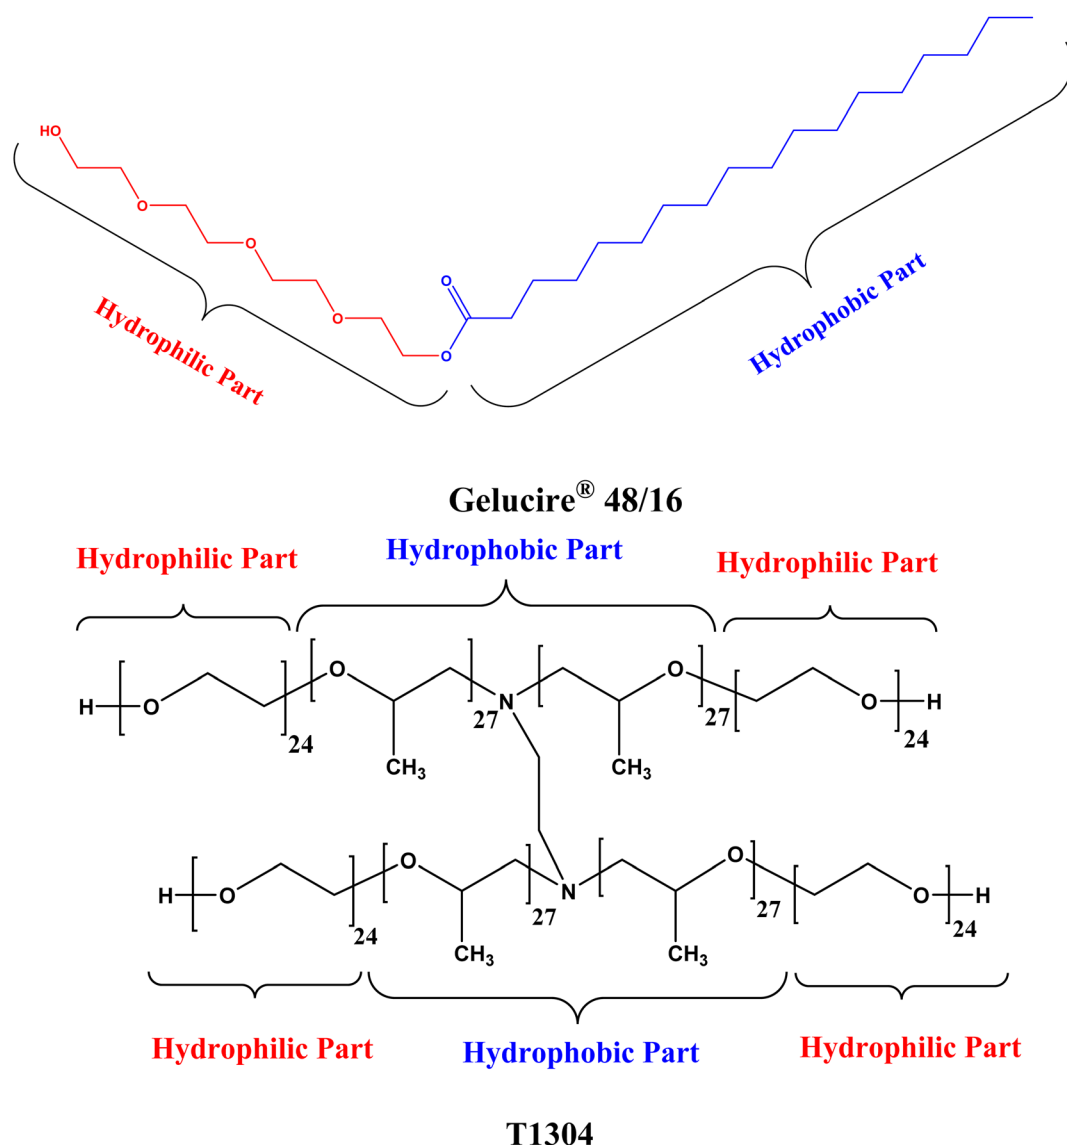 HO
O
O
O
O
O
Hydrophilic Part
Hydrophobic Part
Gelucire® 48/16
Hydrophilic Part
Hydrophobic Part
Hydrophilic Part
H
O
24
O
CH3
27
N
CH3
O
27
O
24
H
H
O
24
O
CH3
27
N
CH3
O
27
O
24
H
Hydrophilic Part
Hydrophobic Part
Hydrophilic Part
T1304